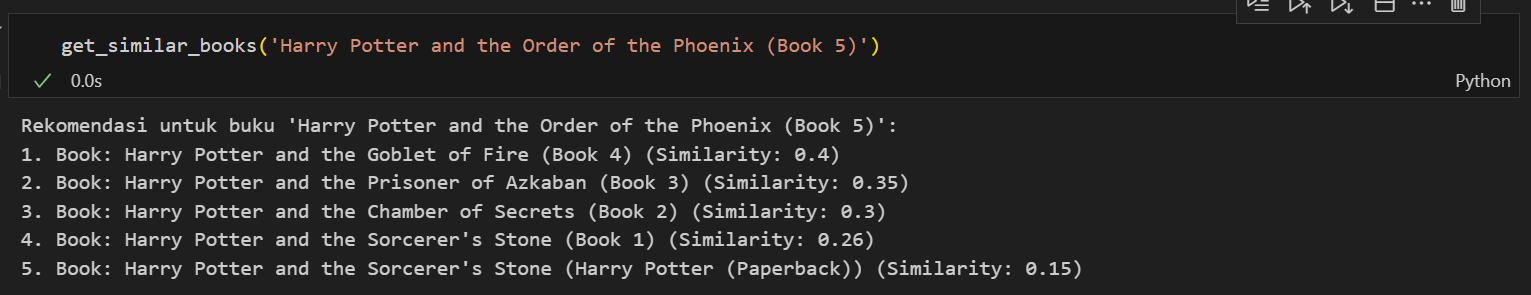 get_similar_books('Harry Potter and the Order of the Phoenix (Book 5)')
0.0s
Python
Rekomendasi untuk buku 'Harry Potter and the Order of the Phoenix (Book 5)':
1. Book: Harry Potter and the Goblet of Fire (Book 4) (Similarity: 0.4)
2. Book: Harry Potter and the Prisoner of Azkaban (Book 3) (Similarity: 0.35)
3. Book: Harry Potter and the Chamber of Secrets (Book 2) (Similarity: 0.3)
4. Book: Harry Potter and the Sorcerer's Stone (Book 1) (Similarity: 0.26)
5. Book: Harry Potter and the Sorcerer's Stone (Harry Potter (Paperback)) (Similarity: 0.15)